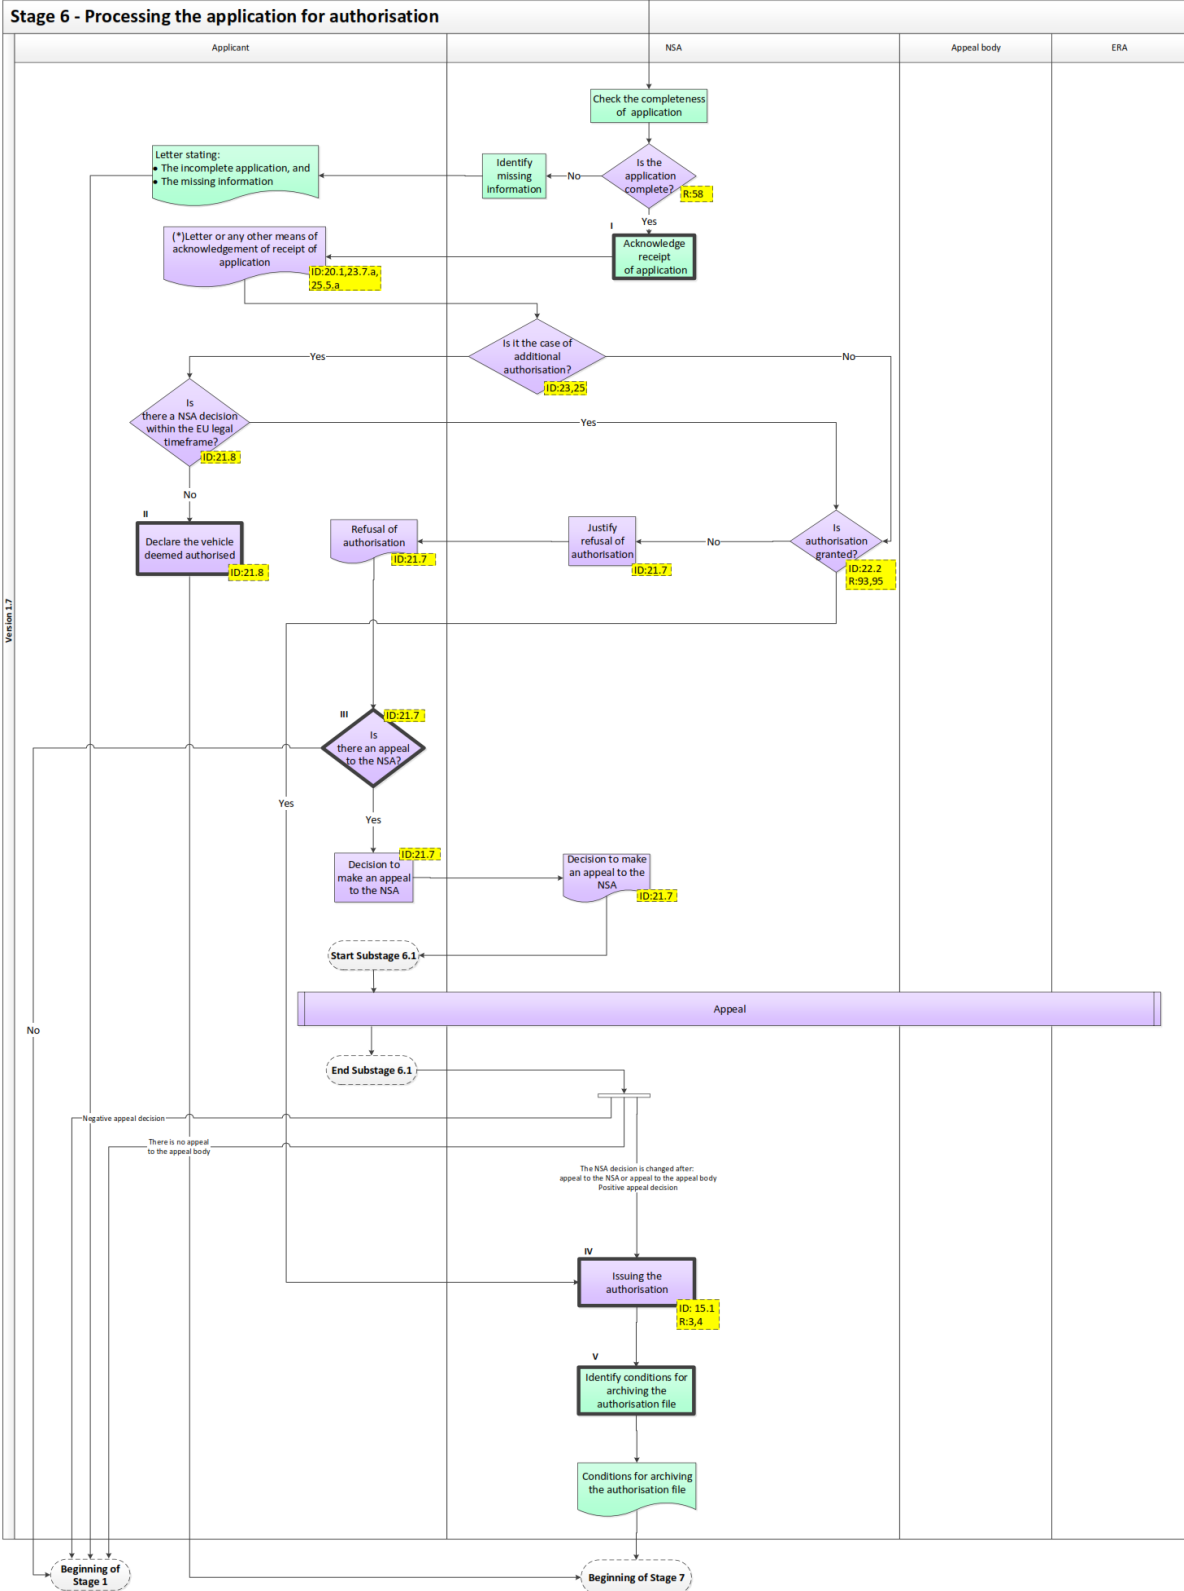 Stage 6 - Processing the application for authorisation
Applicant
NSA
Appeal body
ERA
Version 1.7
Check the completeness
of application
Is the
application
complete?
R:58
No
Identify
missing
information
Letter stating:
• The incomplete application, and
• The missing information
Yes
I
Acknowledge
receipt
of application
(*)Letter or any other means of
acknowledgement of receipt of
application
ID:20.1,23.7.a,
25.5.a
Is it the case of
additional
authorisation?
ID:23,25
Yes
No
Is
there a NSA decision
within the EU legal
timeframe?
ID:21.8
Yes
No
II
Declare the vehicle
deemed authorised
ID:21.8
Refusal of
authorisation
ID:21.7
Justify
refusal of
authorisation
ID:21.7
No
Is
authorisation
granted?
ID:22.2
R:93,95
III
ID:21.7
Is
there an appeal
to the NSA?
Yes
Yes
ID:21.7
Decision to
make an appeal
to the NSA
Decision to make
an appeal to the
NSA
ID:21.7
Start Substage 6.1
Appeal
No
End Substage 6.1
Negative appeal decision
There is no appeal
to the appeal body
The NSA decision is changed after:
appeal to the NSA or appeal to the appeal body
Positive appeal decision
IV
Issuing the
authorisation
ID: 15.1
R:3,4
V
Identify conditions for
archiving the
authorisation file
Conditions for archiving
the authorisation file
Beginning of
Stage 1
Beginning of Stage 7